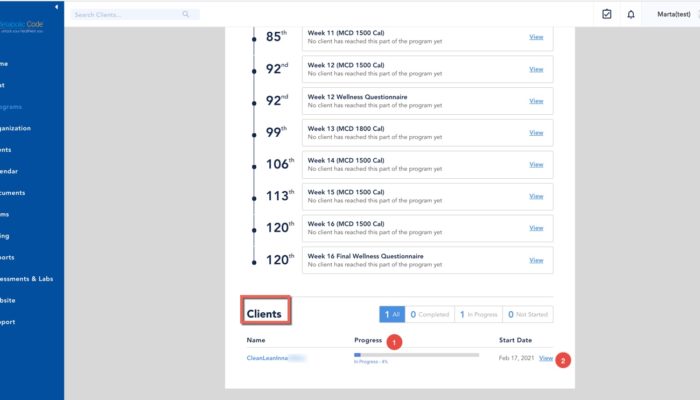 Metabolic Code
Search Clients...
Marta(test)
85th
Week 11 (MCD 1500 Cal)
No client has reached this part of the program yet
View
92nd
Week 12 (MCD 1500 Cal)
No client has reached this part of the program yet
View
92nd
Week 12 Wellness Questionnaire
No client has reached this part of the program yet
View
99th
Week 13 (MCD 1800 Cal)
No client has reached this part of the program yet
View
106th
Week 14 (MCD 1500 Cal)
No client has reached this part of the program yet
View
113th
Week 15 (MCD 1500 Cal)
No client has reached this part of the program yet
View
120th
Week 16 (MCD 1500 Cal)
No client has reached this part of the program yet
View
120th
Week 16 Final Wellness Questionnaire
No client has reached this part of the program yet
View
ome
at
ograms
ganization
ents
lendar
ocuments
ms
ing
ports
sessments & Labs
bsite
pport
Clients
1 All
0 Completed
1 In Progress
0 Not Started
Name
Progress
1
Start Date
CleanLeanInna
In Progress - 6%
Feb 17, 2021
View
2